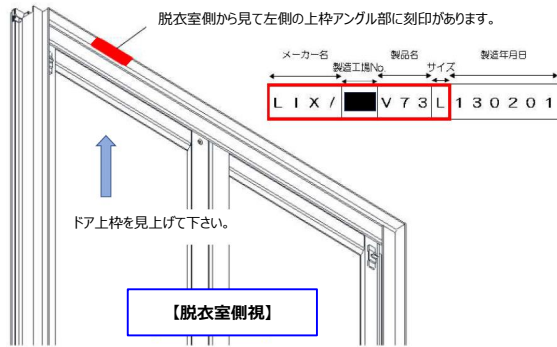 脱衣室側から見て左側の上枠アングル部に刻印があります。
メーカー名 製造工場No. 製品名 サイズ 製造年月日
LIX/ V73L130201
ドア上枠を見上げて下さい。
【脱衣室側視】